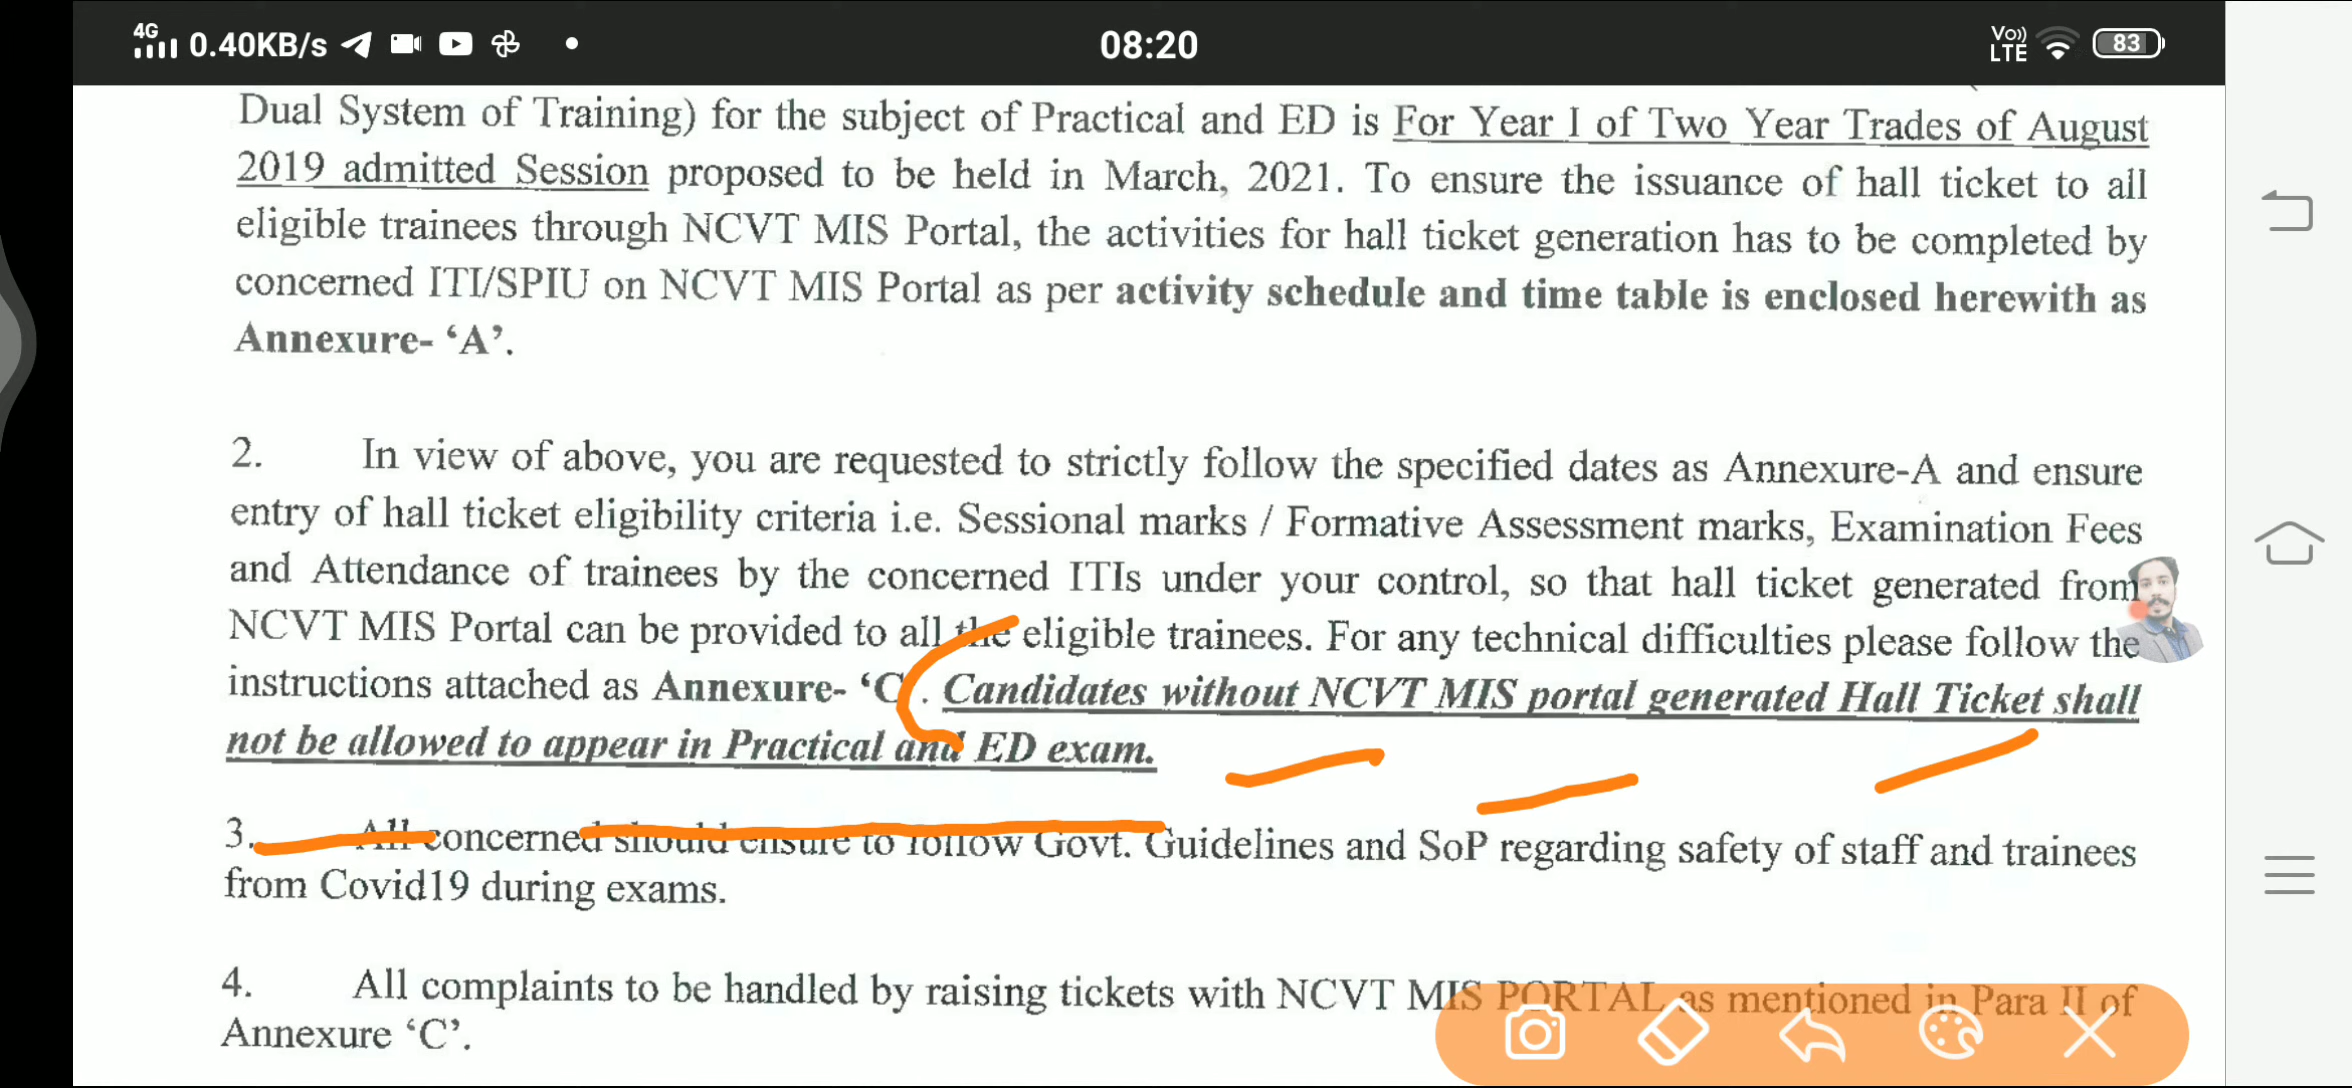 4G 0.40KB/s 08:20 Vo)) LTE 83
Dual System of Training) for the subject of Practical and ED is For Year I of Two Year Trades of August
2019 admitted Session proposed to be held in March, 2021. To ensure the issuance of hall ticket to all
eligible trainees through NCVT MIS Portal, the activities for hall ticket generation has to be completed by
concerned ITI/SPIU on NCVT MIS Portal as per activity schedule and time table is enclosed herewith as
Annexure- ‘A’.
2. In view of above, you are requested to strictly follow the specified dates as Annexure-A and ensure
entry of hall ticket eligibility criteria i.e. Sessional marks / Formative Assessment marks, Examination Fees
and Attendance of trainees by the concerned ITIs under your control, so that hall ticket generated from
NCVT MIS Portal can be provided to all the eligible trainees. For any technical difficulties please follow the
instructions attached as Annexure- ‘C’. Candidates without NCVT MIS portal generated Hall Ticket shall
not be allowed to appear in Practical and ED exam.
3. All concerned should ensure to follow Govt. Guidelines and SoP regarding safety of staff and trainees
from Covid19 during exams.
4. All complaints to be handled by raising tickets with NCVT MIS PORTAL as mentioned in Para II of
Annexure ‘C’.